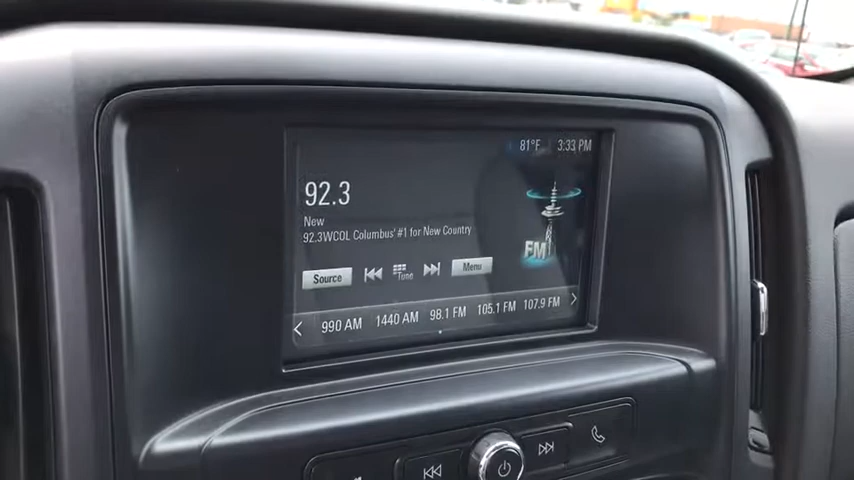 81°F 3:33 PM
92.3
New
92.3WCOL Columbus' #1 for New Country
FM
Source Tune Menu
990 AM 1440 AM 98.1 FM 105.1 FM 107.9 FM